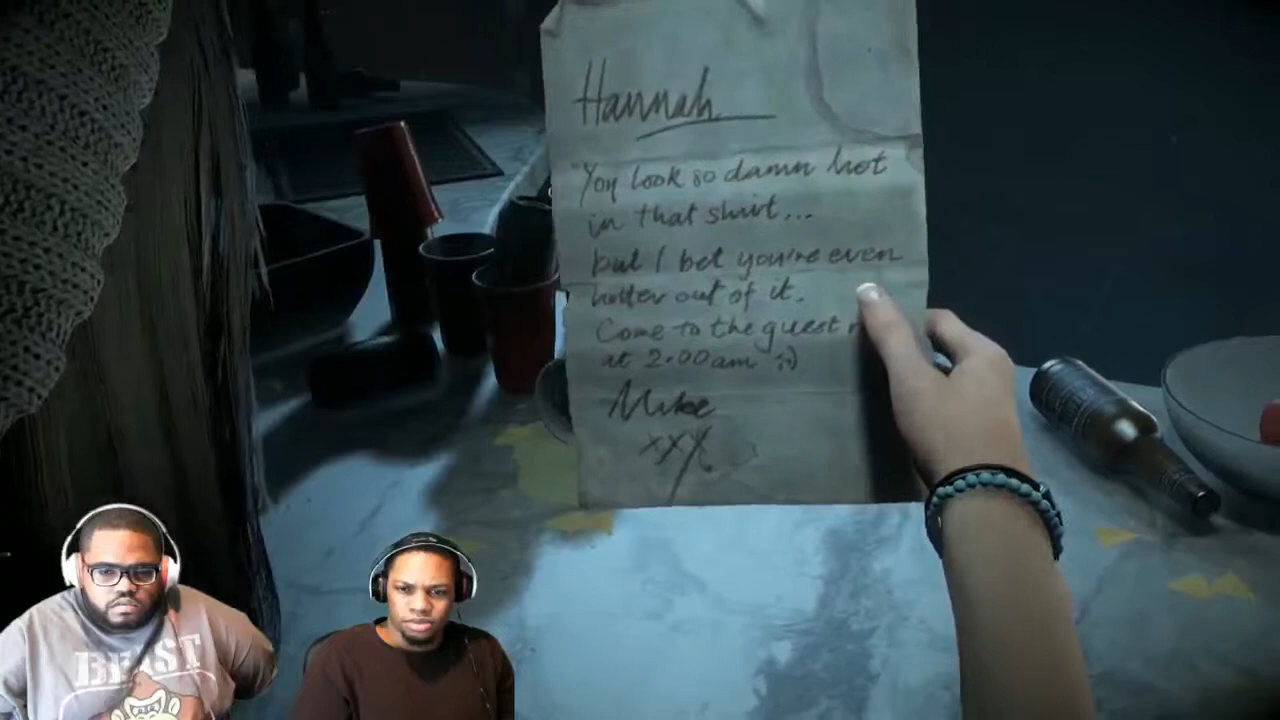 Hannah
"You look so damn hot
in that shirt...
but I bet you're even
hotter out of it.
Come to the guest r
at 2.00am ;)
Mike
xxx
BEAST